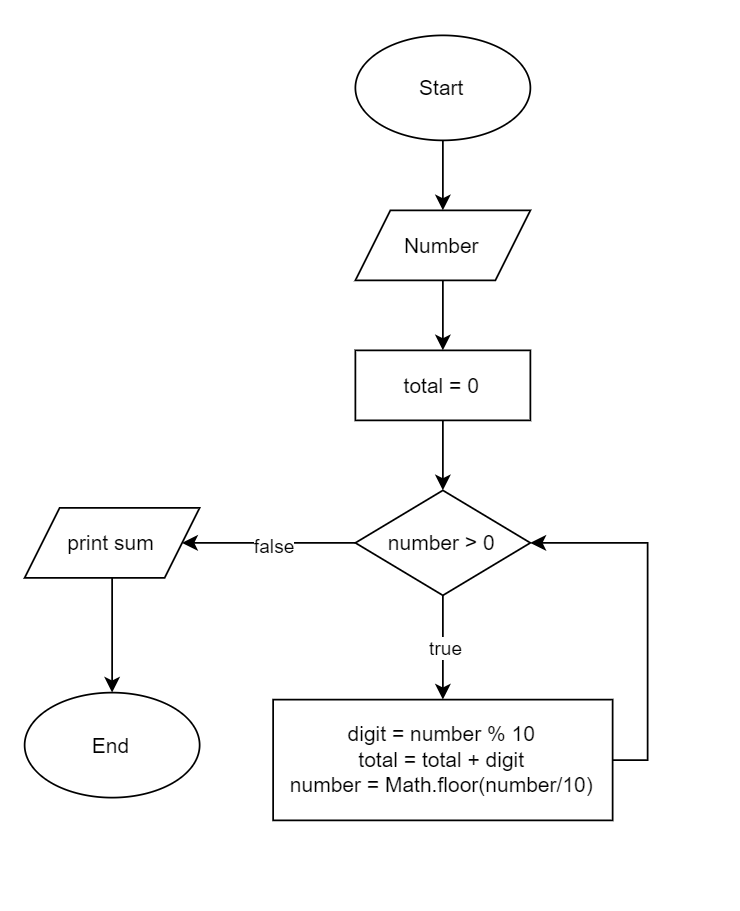 Start
Number
total = 0
number > 0
false
print sum
true
digit = number % 10
total = total + digit
number = Math.floor(number/10)
End